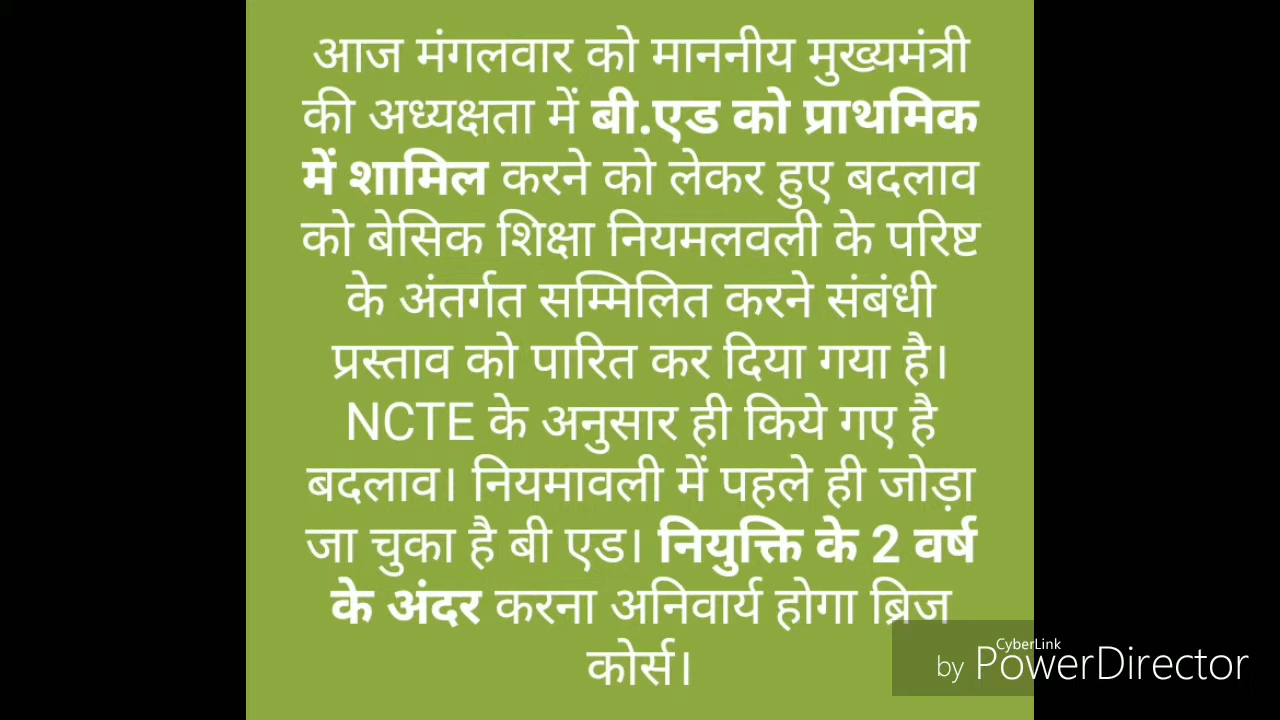 आज मंगलवार को माननीय मुख्यमंत्री
की अध्यक्षता में बी.एड को प्राथमिक
में शामिल करने को लेकर हुए बदलाव
को बेसिक शिक्षा नियमलवली के परिष्ट
के अंतर्गत सम्मिलित करने संबंधी
प्रस्ताव को पारित कर दिया गया है।
NCTE के अनुसार ही किये गए है
बदलाव। नियमावली में पहले ही जोड़ा
जा चुका है बी एड। नियुक्ति के 2 वर्ष
के अंदर करना अनिवार्य होगा ब्रिज
कोर्स।
CyberLink
by PowerDirector